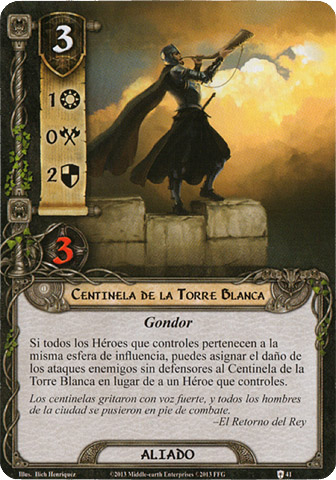 3
1
0
2
3
Centinela de la Torre Blanca
Gondor
Si todos los Héroes que controles pertenecen a la
misma esfera de influencia, puedes asignar el daño de
los ataques enemigos sin defensores al Centinela de la
Torre Blanca en lugar de a un Héroe que controles.
Los centinelas gritaron con voz fuerte, y todos los hombres
de la ciudad se pusieron en pie de combate.
–El Retorno del Rey
ALIADO
Illus. Bich Henriquez ©2013 Middle-earth Enterprises ©2013 FFG 41